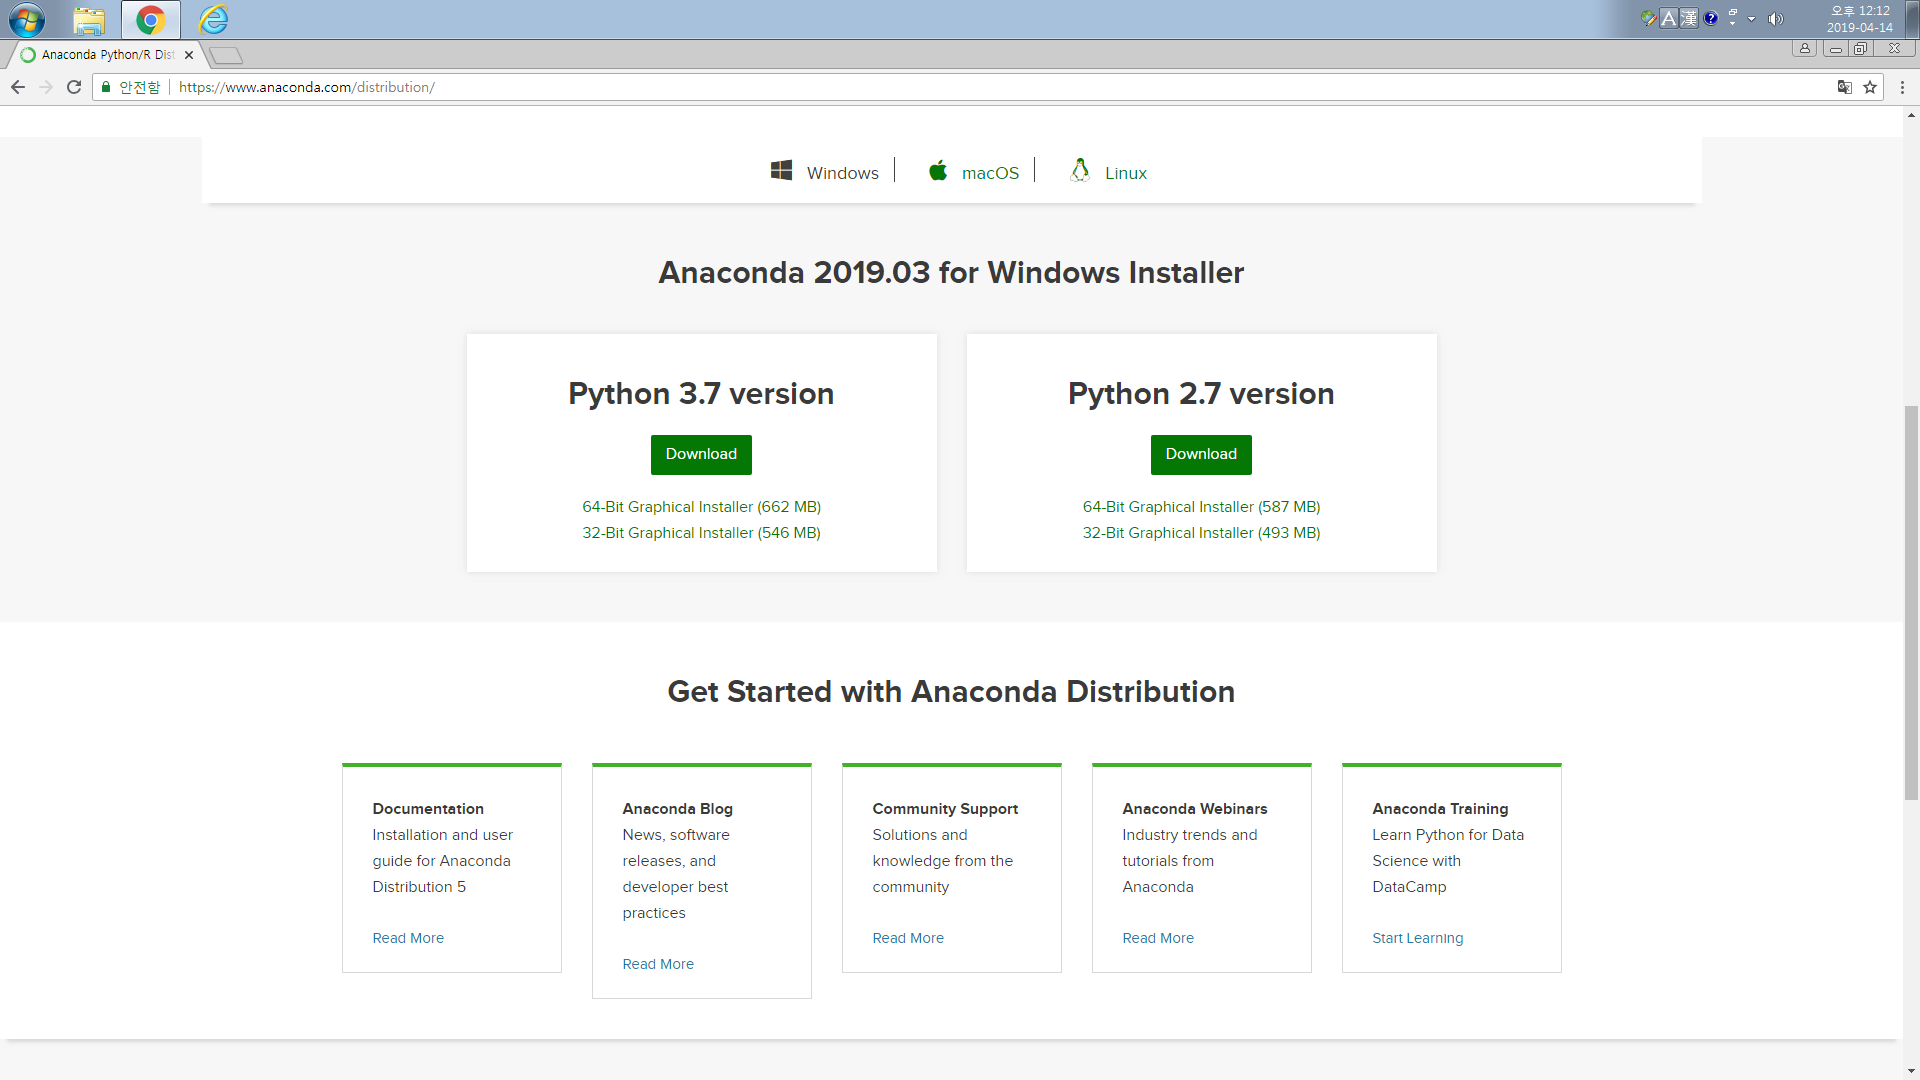 오후 12:12
2019-04-14
A 漢
Anaconda Python/R Dist
안전함 https://www.anaconda.com/distribution/
Windows macOS Linux
Anaconda 2019.03 for Windows Installer
Python 3.7 version
Download
64-Bit Graphical Installer (662 MB)
32-Bit Graphical Installer (546 MB)
Python 2.7 version
Download
64-Bit Graphical Installer (587 MB)
32-Bit Graphical Installer (493 MB)
Get Started with Anaconda Distribution
Documentation
Installation and user
guide for Anaconda
Distribution 5
Read More
Anaconda Blog
News, software
releases, and
developer best
practices
Read More
Community Support
Solutions and
knowledge from the
community
Read More
Anaconda Webinars
Industry trends and
tutorials from
Anaconda
Read More
Anaconda Training
Learn Python for Data
Science with
DataCamp
Start Learning